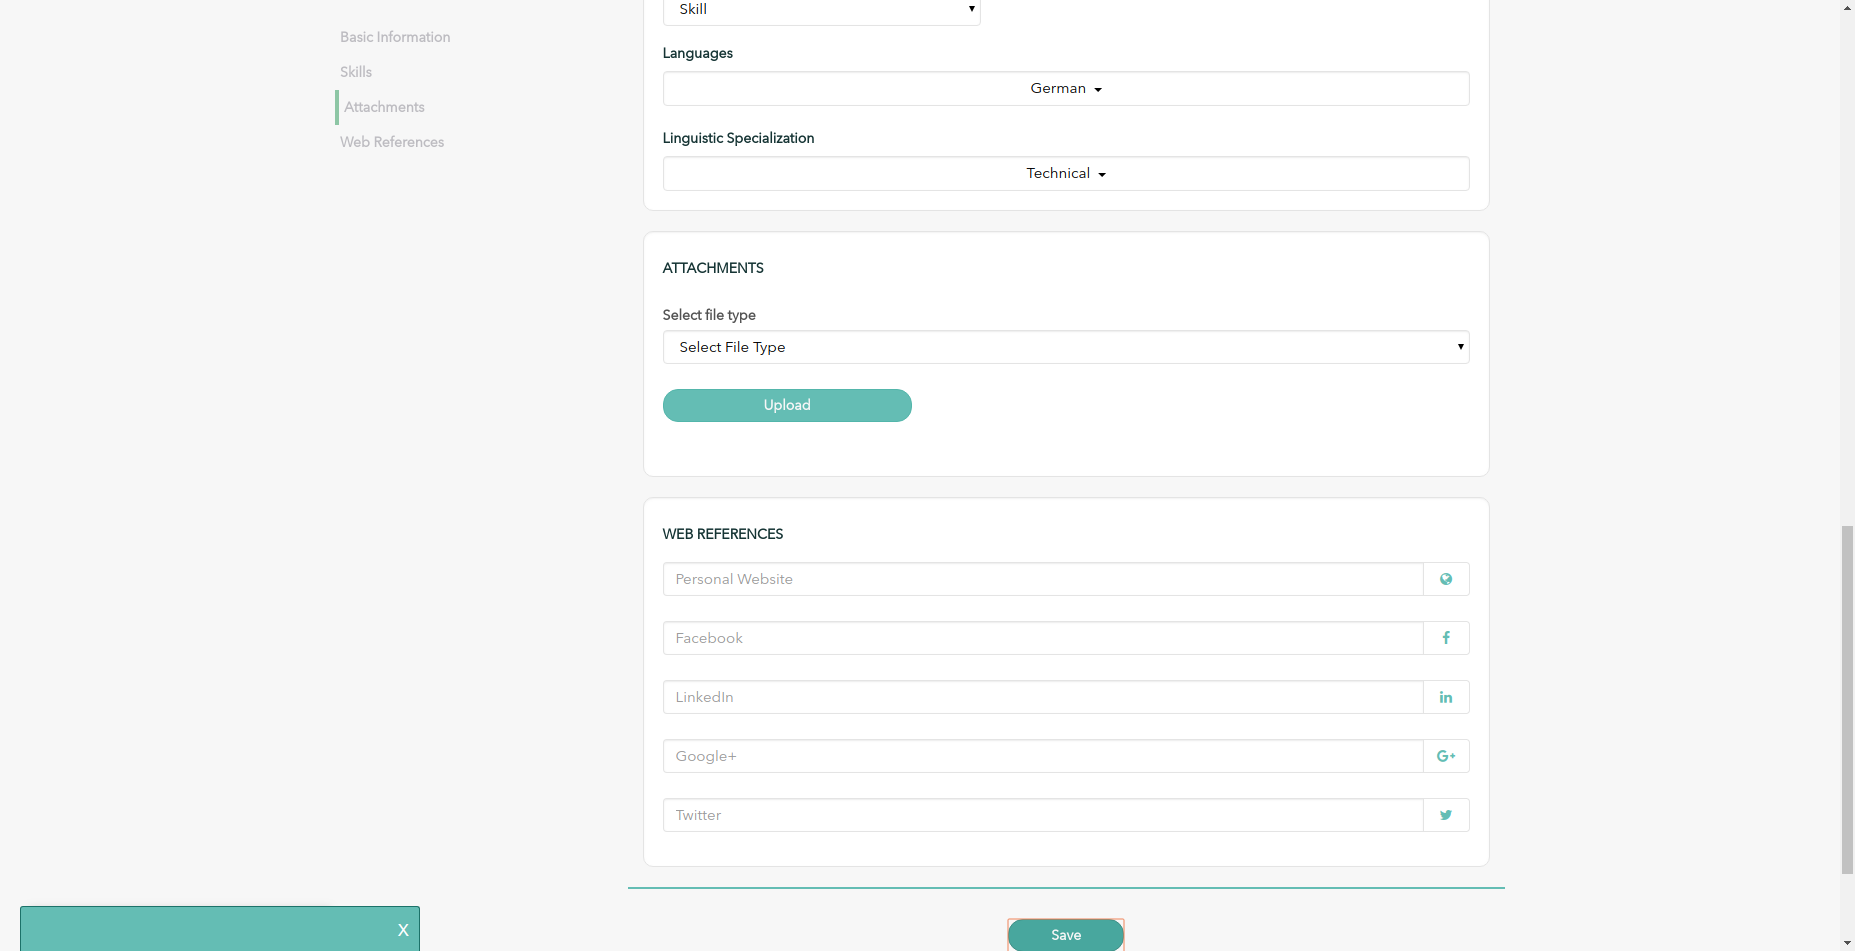 Basic Information
Skills
Attachments
Web References
Skill
Languages
German
Linguistic Specialization
Technical
ATTACHMENTS
Select file type
Select File Type
Upload
WEB REFERENCES
Personal Website
Facebook
f
LinkedIn
in
Google+
G+
Twitter
X
Save